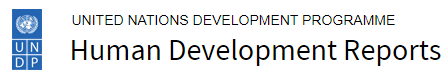 UNITED NATIONS DEVELOPMENT PROGRAMME
Human Development Reports
U N
D P